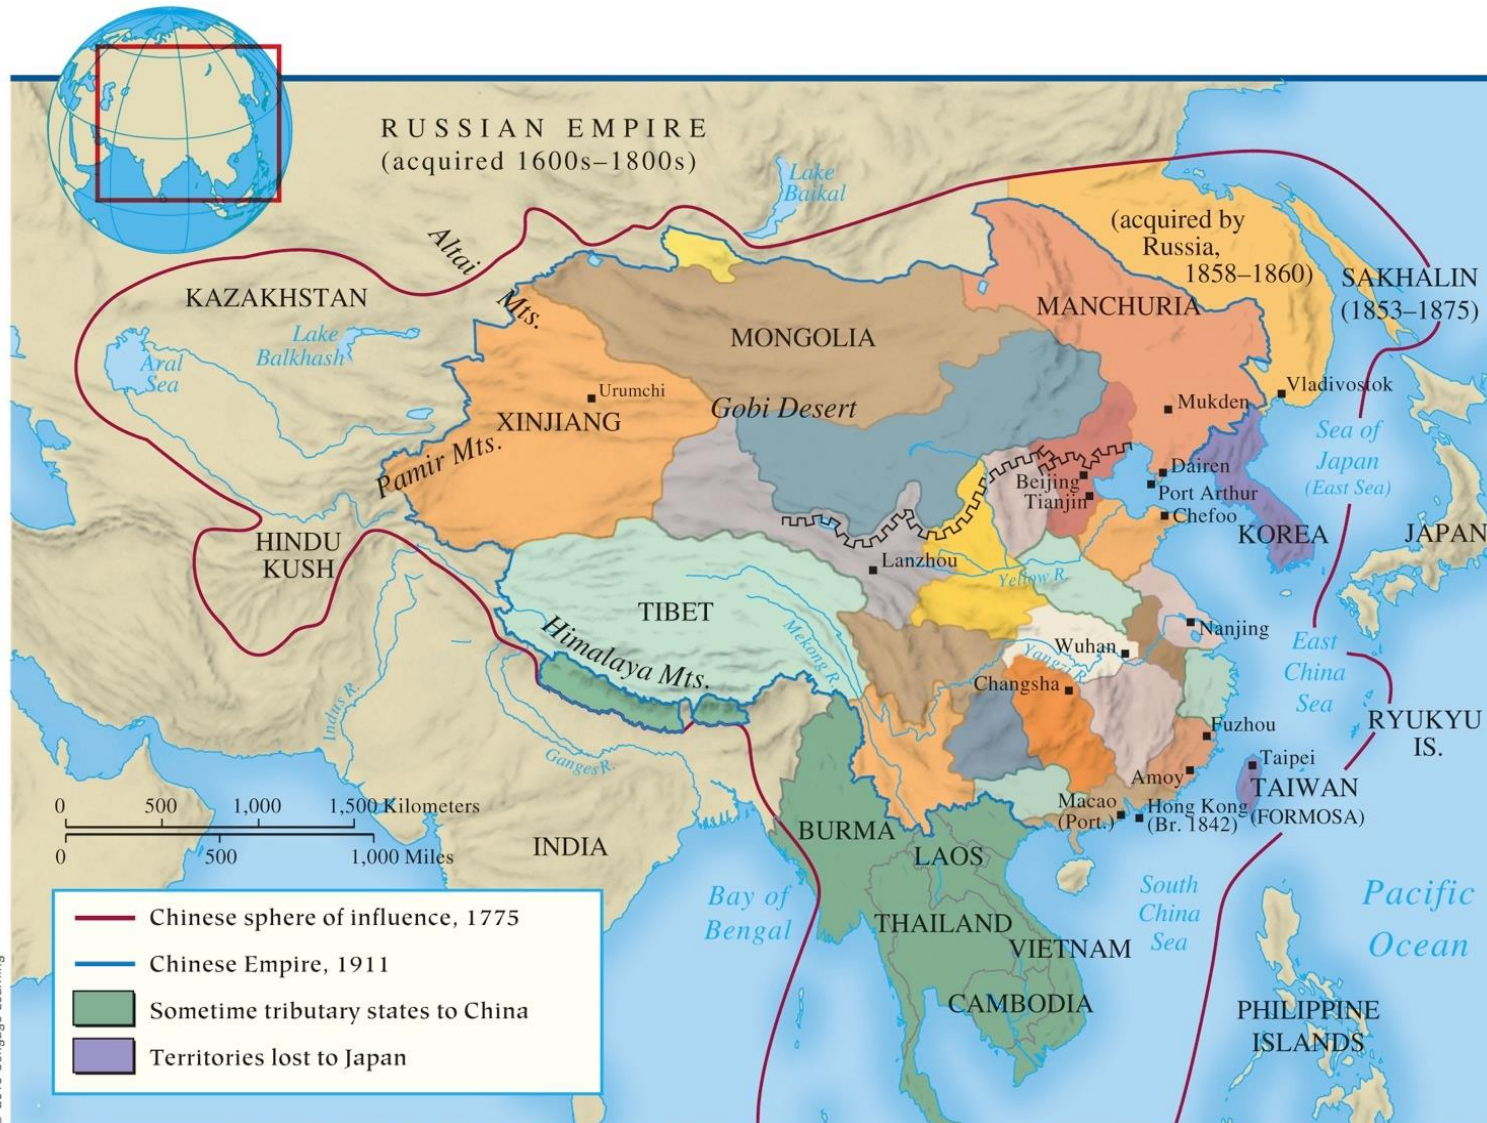 RUSSIAN EMPIRE
(acquired 1600s–1800s)
Lake
Baikal
Altai
Mts.
(acquired by
Russia,
1858–1860)
SAKHALIN
(1853–1875)
KAZAKHSTAN
MANCHURIA
MONGOLIA
Lake
Balkhash
Aral
Sea
Urumchi
XINJIANG
Gobi Desert
Vladivostok
Mukden
Pamir Mts.
Sea of
Japan
(East Sea)
Dairen
Port Arthur
Chefoo
Beijing
Tianjin
KOREA
JAPAN
HINDU
KUSH
Lanzhou
Yellow R.
TIBET
Himalaya Mts.
Mekong R.
Nanjing
Wuhan
Yangzi R.
Changsha
East
China
Sea
Indus R.
Ganges R.
Fuzhou
RYUKYU
IS.
Taipei
TAIWAN
(FORMOSA)
Amoy
Macao
(Port.)
Hong Kong
(Br. 1842)
0 500 1,000 1,500 Kilometers
0 500 1,000 Miles
INDIA
BURMA
LAOS
Bay of
Bengal
THAILAND
VIETNAM
CAMBODIA
South
China
Sea
Pacific
Ocean
PHILIPPINE
ISLANDS
Chinese sphere of influence, 1775
Chinese Empire, 1911
Sometime tributary states to China
Territories lost to Japan